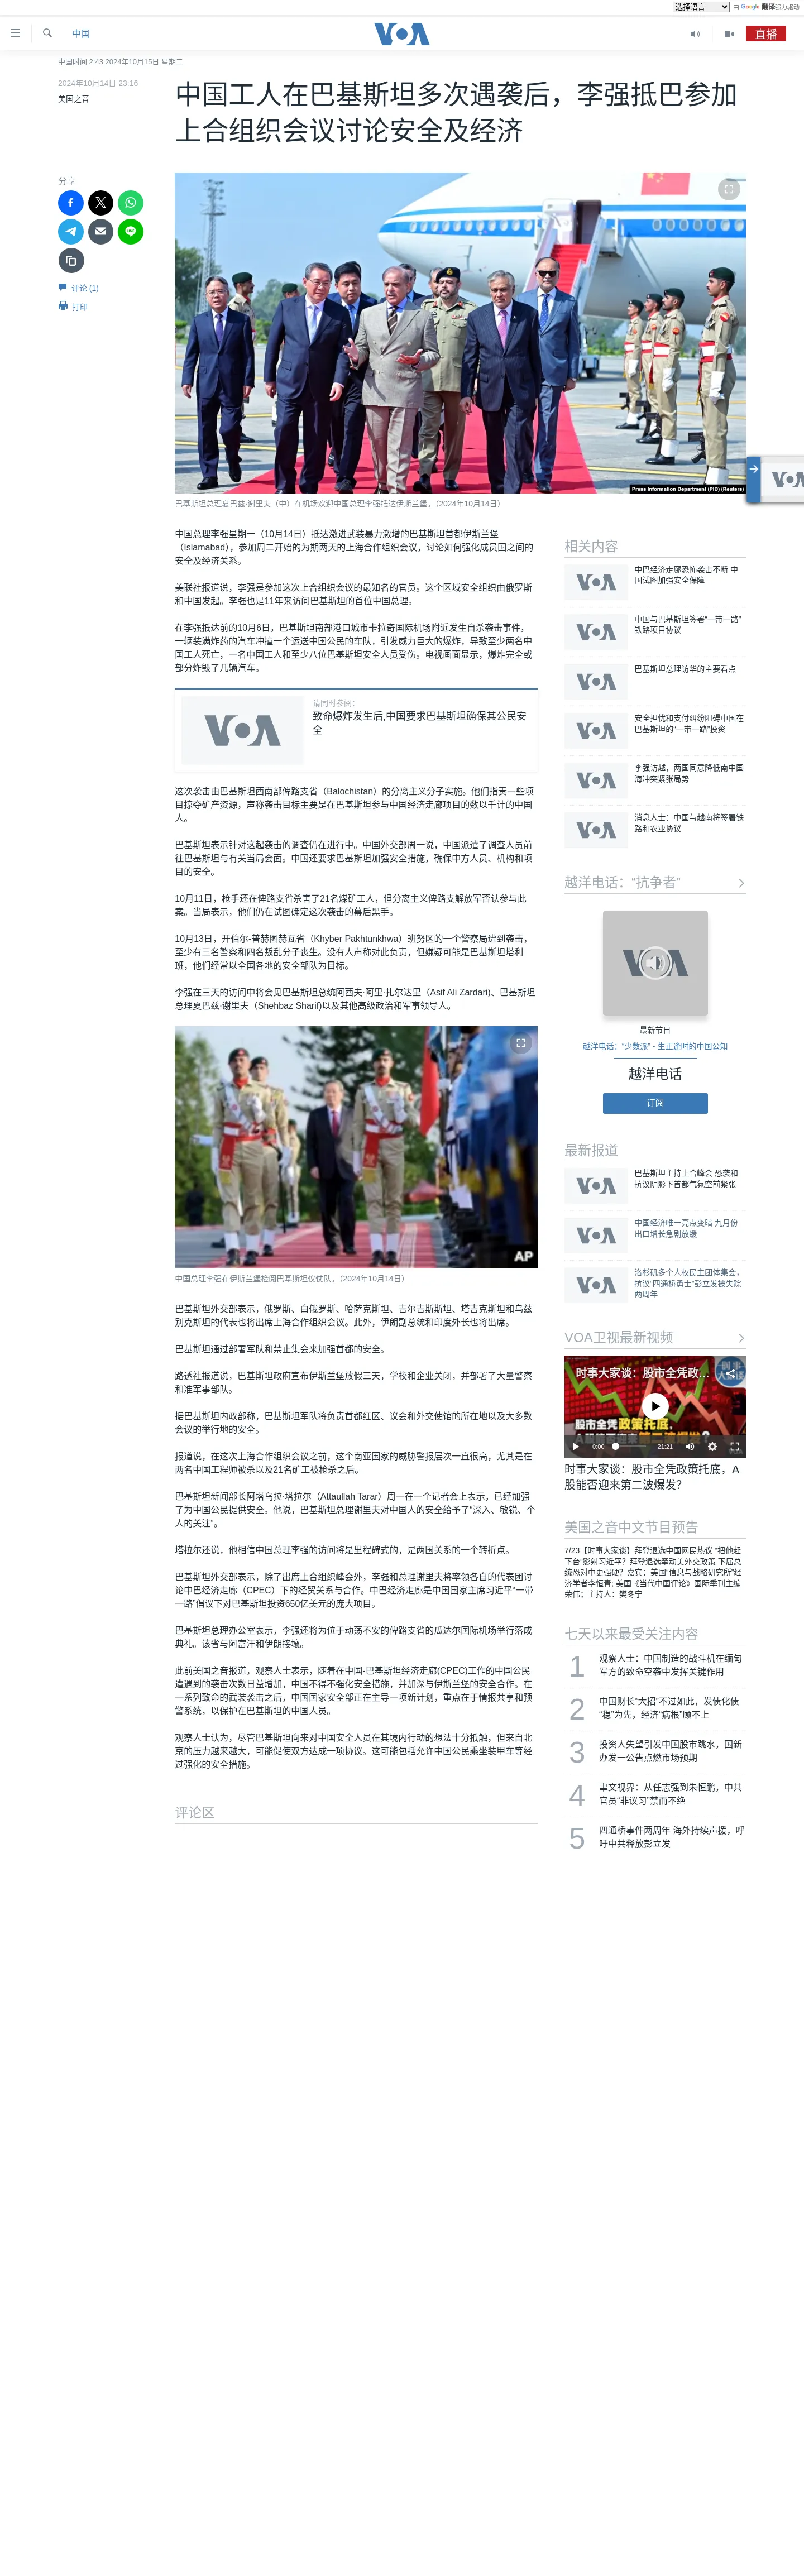 选择语言
由 Google 翻译强力驱动
中国
VOA
直播
中国时间 2:43 2024年10月15日 星期二
2024年10月14日 23:16
美国之音
中国工人在巴基斯坦多次遇袭后，李强抵巴参加
上合组织会议讨论安全及经济
分享
评论 (1)
打印
Press Information Department (PID) (Reuters)
巴基斯坦总理夏巴兹·谢里夫（中）在机场欢迎中国总理李强抵达伊斯兰堡。（2024年10月14日）
中国总理李强星期一（10月14日）抵达激进武装暴力激增的巴基斯坦首都伊斯兰堡
（Islamabad），参加周二开始的为期两天的上海合作组织会议，讨论如何强化成员国之间的
安全及经济关系。
美联社报道说，李强是参加这次上合组织会议的最知名的官员。这个区域安全组织由俄罗斯
和中国发起。李强也是11年来访问巴基斯坦的首位中国总理。
在李强抵达前的10月6日，巴基斯坦南部港口城市卡拉奇国际机场附近发生自杀袭击事件，
一辆装满炸药的汽车冲撞一个运送中国公民的车队，引发威力巨大的爆炸，导致至少两名中
国工人死亡，一名中国工人和至少八位巴基斯坦安全人员受伤。电视画面显示，爆炸完全或
部分炸毁了几辆汽车。
VOA
请同时参阅：
致命爆炸发生后,中国要求巴基斯坦确保其公民安
全
这次袭击由巴基斯坦西南部俾路支省（Balochistan）的分离主义分子实施。他们指责一些项
目掠夺矿产资源，声称袭击目标主要是在巴基斯坦参与中国经济走廊项目的数以千计的中国
人。
巴基斯坦表示针对这起袭击的调查仍在进行中。中国外交部周一说，中国派遣了调查人员前
往巴基斯坦与有关当局会面。中国还要求巴基斯坦加强安全措施，确保中方人员、机构和项
目的安全。
10月11日，枪手还在俾路支省杀害了21名煤矿工人，但分离主义俾路支解放军否认参与此
案。当局表示，他们仍在试图确定这次袭击的幕后黑手。
10月13日，开伯尔-普赫图赫瓦省（Khyber Pakhtunkhwa）班努区的一个警察局遭到袭击，
至少有三名警察和四名叛乱分子丧生。没有人声称对此负责，但嫌疑可能是巴基斯坦塔利
班，他们经常以全国各地的安全部队为目标。
李强在三天的访问中将会见巴基斯坦总统阿西夫·阿里·扎尔达里（Asif Ali Zardari)、巴基斯坦
总理夏巴兹·谢里夫（Shehbaz Sharif)以及其他高级政治和军事领导人。
AP
中国总理李强在伊斯兰堡检阅巴基斯坦仪仗队。（2024年10月14日）
巴基斯坦外交部表示，俄罗斯、白俄罗斯、哈萨克斯坦、吉尔吉斯斯坦、塔吉克斯坦和乌兹
别克斯坦的代表也将出席上海合作组织会议。此外，伊朗副总统和印度外长也将出席。
巴基斯坦通过部署军队和禁止集会来加强首都的安全。
路透社报道说，巴基斯坦政府宣布伊斯兰堡放假三天，学校和企业关闭，并部署了大量警察
和准军事部队。
据巴基斯坦内政部称，巴基斯坦军队将负责首都红区、议会和外交使馆的所在地以及大多数
会议的举行地的安全。
报道说，在这次上海合作组织会议之前，这个南亚国家的威胁警报层次一直很高，尤其是在
两名中国工程师被杀以及21名矿工被枪杀之后。
巴基斯坦新闻部长阿塔乌拉·塔拉尔（Attaullah Tarar）周一在一个记者会上表示，已经加强
了为中国公民提供安全。他说，巴基斯坦总理谢里夫对中国人的安全给予了“深入、敏锐、个
人的关注”。
塔拉尔还说，他相信中国总理李强的访问将是里程碑式的，是两国关系的一个转折点。
巴基斯坦外交部表示，除了出席上合组织峰会外，李强和总理谢里夫将率领各自的代表团讨
论中巴经济走廊（CPEC）下的经贸关系与合作。中巴经济走廊是中国国家主席习近平“一带
一路”倡议下对巴基斯坦投资650亿美元的庞大项目。
巴基斯坦总理办公室表示，李强还将为位于动荡不安的俾路支省的瓜达尔国际机场举行落成
典礼。该省与阿富汗和伊朗接壤。
此前美国之音报道，观察人士表示，随着在中国-巴基斯坦经济走廊(CPEC)工作的中国公民
遭遇到的袭击次数日益增加，中国不得不强化安全措施，并加深与伊斯兰堡的安全合作。在
一系列致命的武装袭击之后，中国国家安全部正在主导一项新计划，重点在于情报共享和预
警系统，以保护在巴基斯坦的中国人员。
观察人士认为，尽管巴基斯坦向来对中国安全人员在其境内行动的想法十分抵触，但来自北
京的压力越来越大，可能促使双方达成一项协议。这可能包括允许中国公民乘坐装甲车等经
过强化的安全措施。
评论区
相关内容
VOA
中巴经济走廊恐怖袭击不断 中
国试图加强安全保障
VOA
中国与巴基斯坦签署“一带一路”
铁路项目协议
VOA
巴基斯坦总理访华的主要看点
VOA
安全担忧和支付纠纷阻碍中国在
巴基斯坦的“一带一路”投资
VOA
李强访越，两国同意降低南中国
海冲突紧张局势
VOA
消息人士：中国与越南将签署铁
路和农业协议
越洋电话：“抗争者”
VOA
最新节目
越洋电话：“少数派” - 生正逢时的中国公知
越洋电话
订阅
最新报道
VOA
巴基斯坦主持上合峰会 恐袭和
抗议阴影下首都气氛空前紧张
VOA
中国经济唯一亮点变暗 九月份
出口增长急剧放缓
VOA
洛杉矶多个人权民主团体集会，
抗议“四通桥勇士”彭立发被失踪
两周年
VOA卫视最新视频
时事大家谈：股市全凭政...
股市全凭政策托底，
0:00
21:21
时事大家谈：股市全凭政策托底，A
股能否迎来第二波爆发？
美国之音中文节目预告
7/23【时事大家谈】拜登退选中国网民热议 “把他赶
下台”影射习近平？拜登退选牵动美外交政策 下届总
统恐对中更强硬？嘉宾：美国“信息与战略研究所”经
济学者李恒青; 美国《当代中国评论》国际季刊主编
荣伟；主持人：樊冬宁
七天以来最受关注内容
1
观察人士：中国制造的战斗机在缅甸
军方的致命空袭中发挥关键作用
2
中国财长“大招”不过如此，发债化债
“稳”为先，经济“病根”顾不上
3
投资人失望引发中国股市跳水，国新
办发一公告点燃市场预期
4
聿文视界：从任志强到朱恒鹏，中共
官员“非议习”禁而不绝
5
四通桥事件两周年 海外持续声援，呼
吁中共释放彭立发